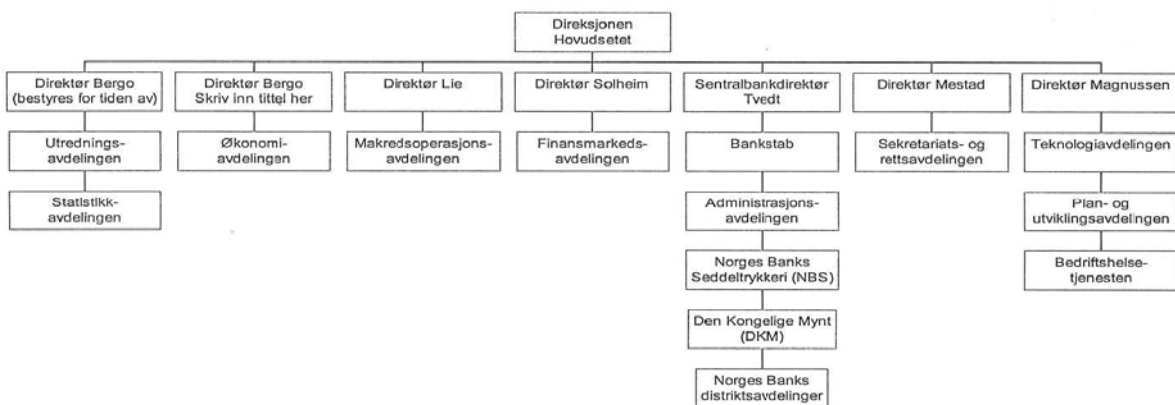 Direksjonen
Hovudsetet
Direktør Bergo
(bestyres for tiden av)
Utrednings-
avdelingen
Statistikk-
avdelingen
Direktør Bergo
Skriv inn tittel her
Økonomi-
avdelingen
Direktør Lie
Makredsoperasjons-
avdelingen
Direktør Solheim
Finansmarkeds-
avdelingen
Sentralbankdirektør
Tvedt
Bankstab
Administrasjons-
avdelingen
Norges Banks
Seddeltrykkeri (NBS)
Den Kongelige Mynt
(DKM)
Norges Banks
distriktsavdelinger
Direktør Mestad
Sekretariats- og
rettsavdelingen
Direktør Magnussen
Teknologiavdelingen
Plan- og
utviklingsavdelingen
Bedriftshelse-
tjenesten